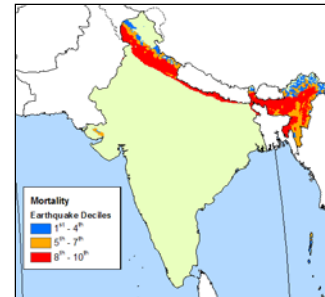 Mortality
Earthquake Deciles
1st - 4th
5th - 7th
8th - 10th